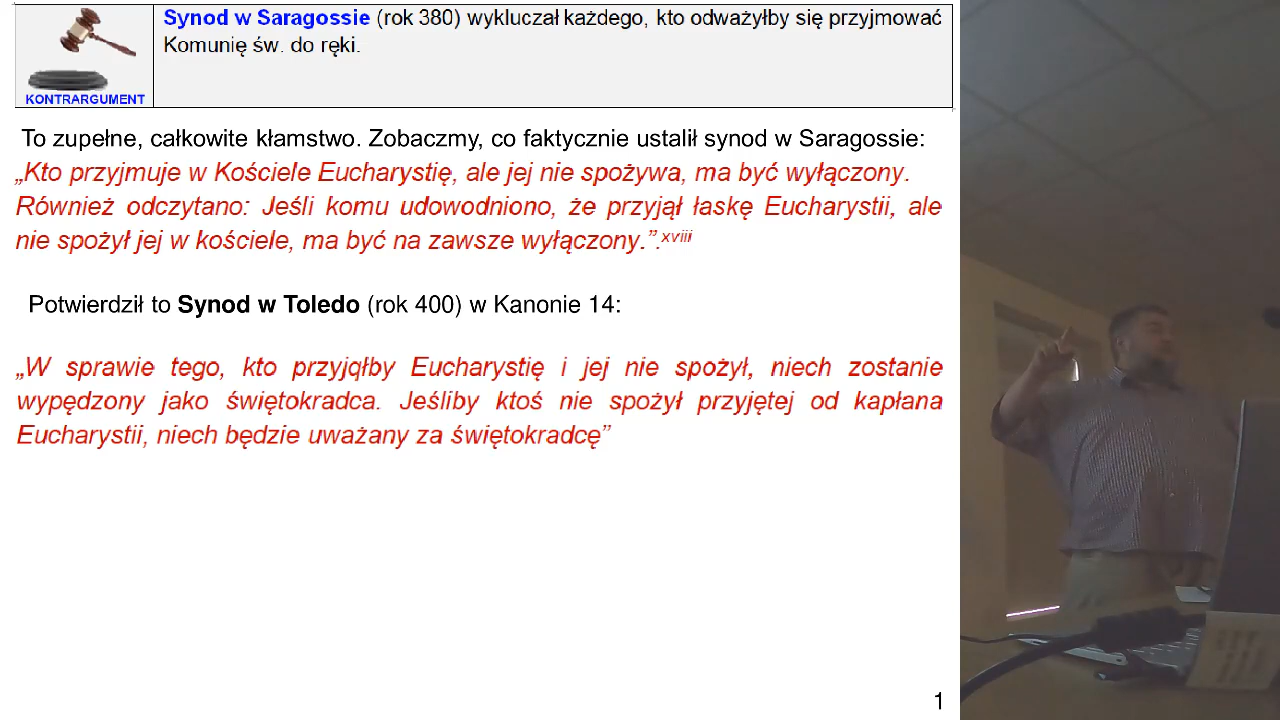 Synod w Saragossie (rok 380) wykluczał każdego, kto odważyłby się przyjmować
Komunię św. do ręki.
KONTRARGUMENT
To zupełne, całkowite kłamstwo. Zobaczmy, co faktycznie ustalił synod w Saragossie:
„Kto przyjmuje w Kościele Eucharystię, ale jej nie spożywa, ma być wyłączony.
Również odczytano: Jeśli komu udowodniono, że przyjął łaskę Eucharystii, ale
nie spożył jej w kościele, ma być na zawsze wyłączony.”.xviii
Potwierdził to Synod w Toledo (rok 400) w Kanonie 14:
„W sprawie tego, kto przyjąłby Eucharystię i jej nie spożył, niech zostanie
wypędzony jako świętokradca. Jeśliby ktoś nie spożył przyjętej od kapłana
Eucharystii, niech będzie uważany za świętokradcę”
1